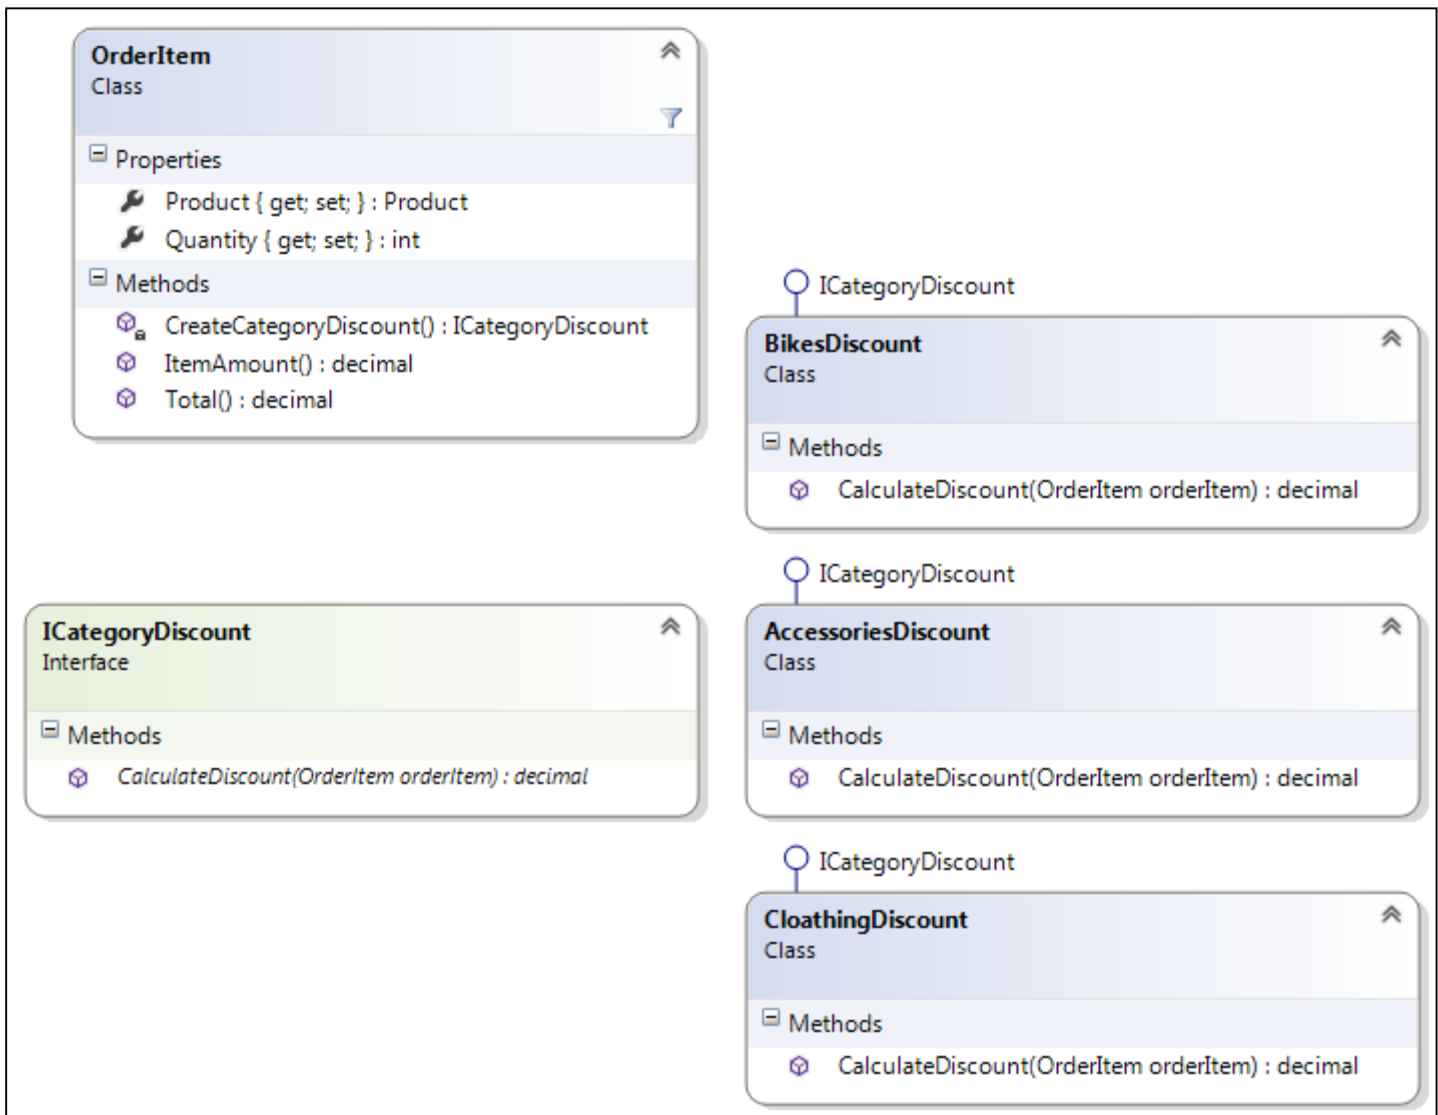 OrderItem
Class
Properties
Product { get; set; } : Product
Quantity { get; set; } : int
Methods
CreateCategoryDiscount() : ICategoryDiscount
ItemAmount() : decimal
Total() : decimal
ICategoryDiscount
BikesDiscount
Class
Methods
CalculateDiscount(OrderItem orderItem) : decimal
ICategoryDiscount
Interface
Methods
CalculateDiscount(OrderItem orderItem) : decimal
ICategoryDiscount
AccessoriesDiscount
Class
Methods
CalculateDiscount(OrderItem orderItem) : decimal
ICategoryDiscount
CloathingDiscount
Class
Methods
CalculateDiscount(OrderItem orderItem) : decimal